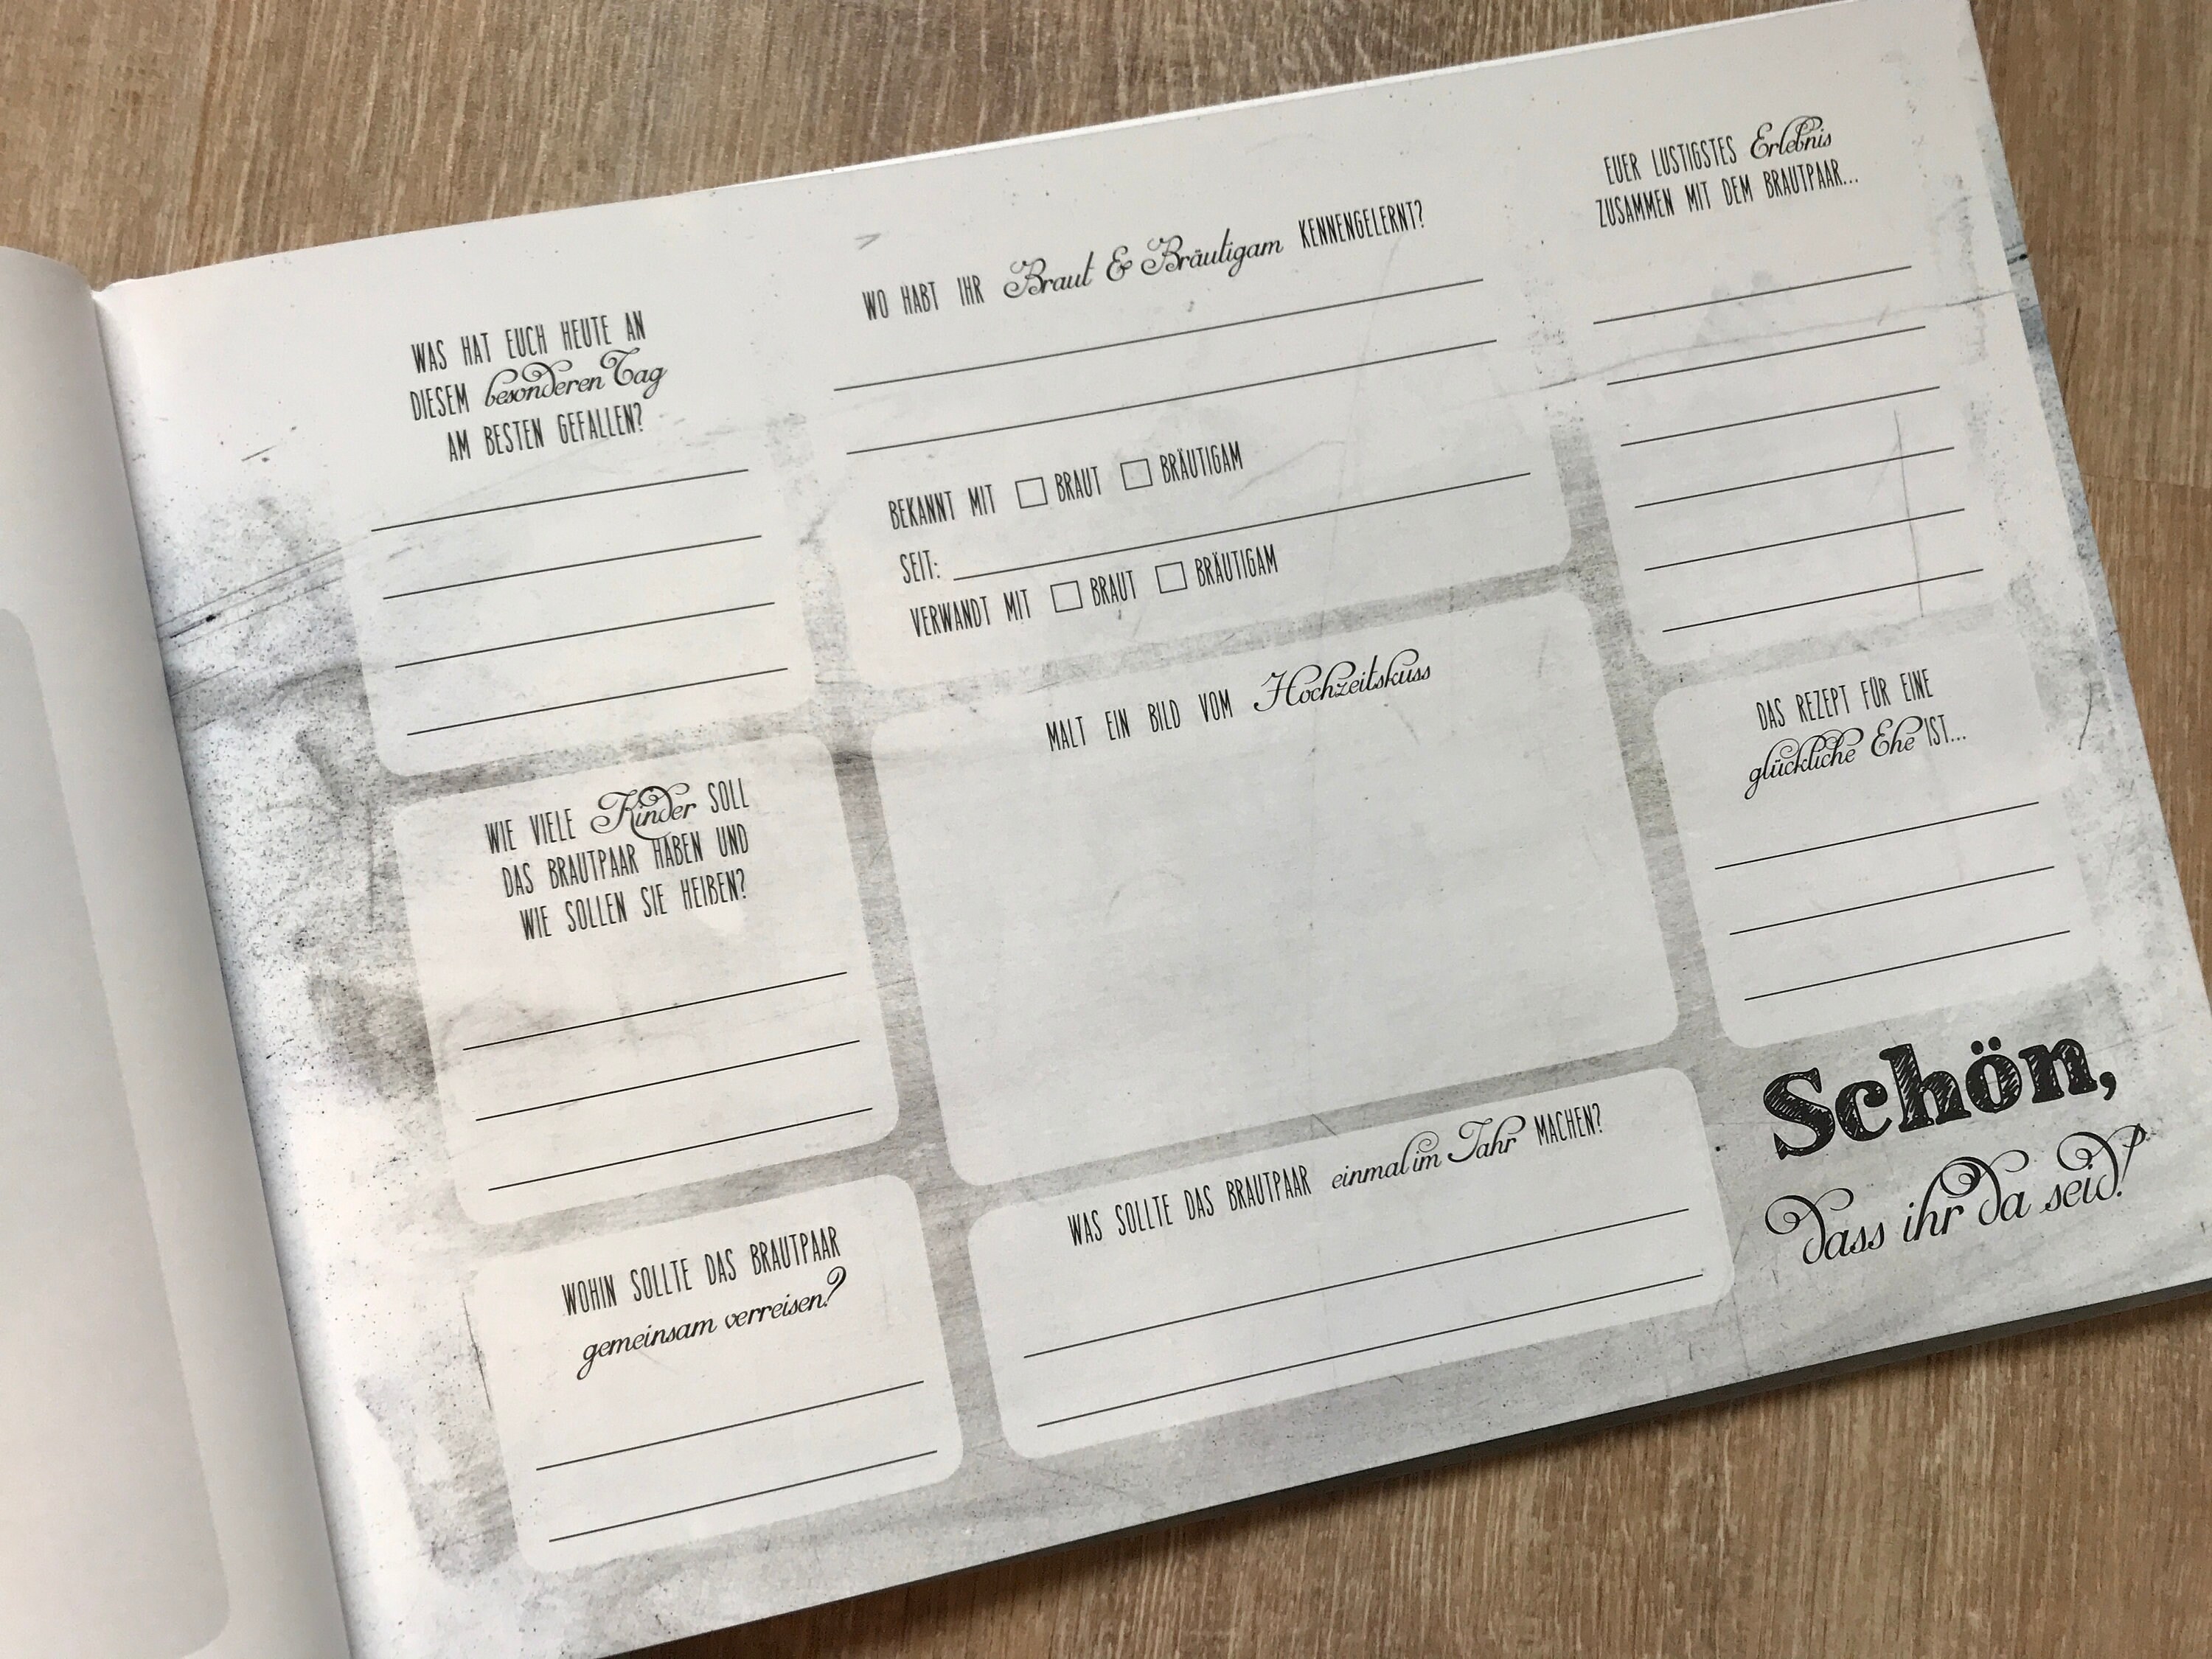 WAS HAT EUCH HEUTE AN
DIESEM besonderen Tag
AM BESTEN GEFALLEN?
WIE VIELE Kinder SOLL
DAS BRAUTPAAR HABEN UND
WIE SOLLEN SIE HEIßEN?
WOHIN SOLLTE DAS BRAUTPAAR
gemeinsam verreisen?
WO HABT IHR Braut & Bräutigam KENNENGELERNT?
BEKANNT MIT BRAUT BRÄUTIGAM
SEIT:
VERWANDT MIT BRAUT BRÄUTIGAM
MALT EIN BILD VOM Hochzeitskuss
WAS SOLLTE DAS BRAUTPAAR einmal im Jahr MACHEN?
EUER LUSTIGSTES Erlebnis
ZUSAMMEN MIT DEM BRAUTPAAR...
DAS REZEPT FÜR EINE
glückliche Ehe IST...
Schön,
dass ihr da seid!